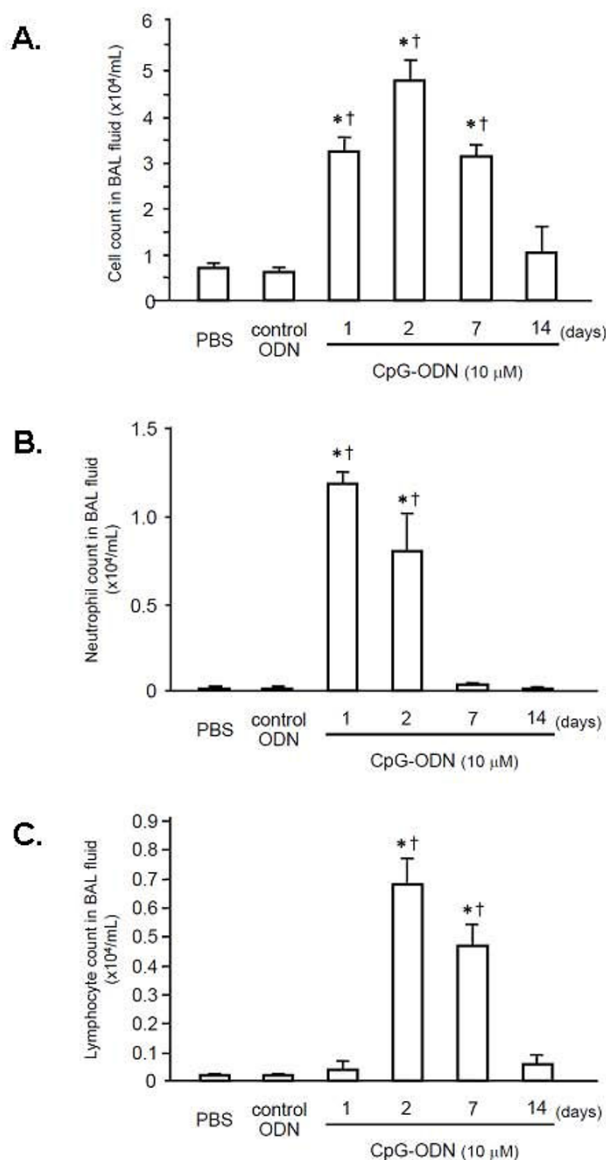 A.
Cell count in BAL fluid (x10⁴/mL)
6
5
4
3
2
1
0
*†
*†
*†
PBS
control
ODN
1
2
7
14
(days)
CpG-ODN (10 μM)
B.
Neutrophil count in BAL fluid
(x10⁴/mL)
1.5
1.0
0.5
0
*†
*†
PBS
control
ODN
1
2
7
14
(days)
CpG-ODN (10 μM)
C.
Lymphocyte count in BAL fluid
(x10⁴/mL)
0.9
0.8
0.7
0.6
0.5
0.4
0.3
0.2
0.1
0
*†
*†
PBS
control
ODN
1
2
7
14
(days)
CpG-ODN (10 μM)